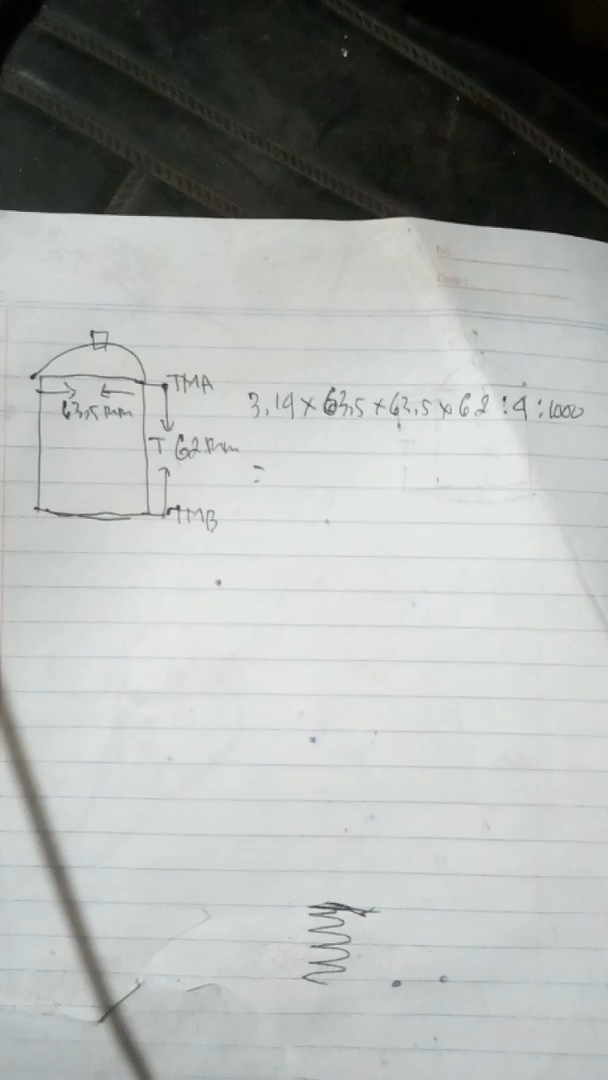 TMA
63,5 mm
T 62 mm
TMB
3,14 x 63,5 x 63,5 x 62 : 4 : 1000
=